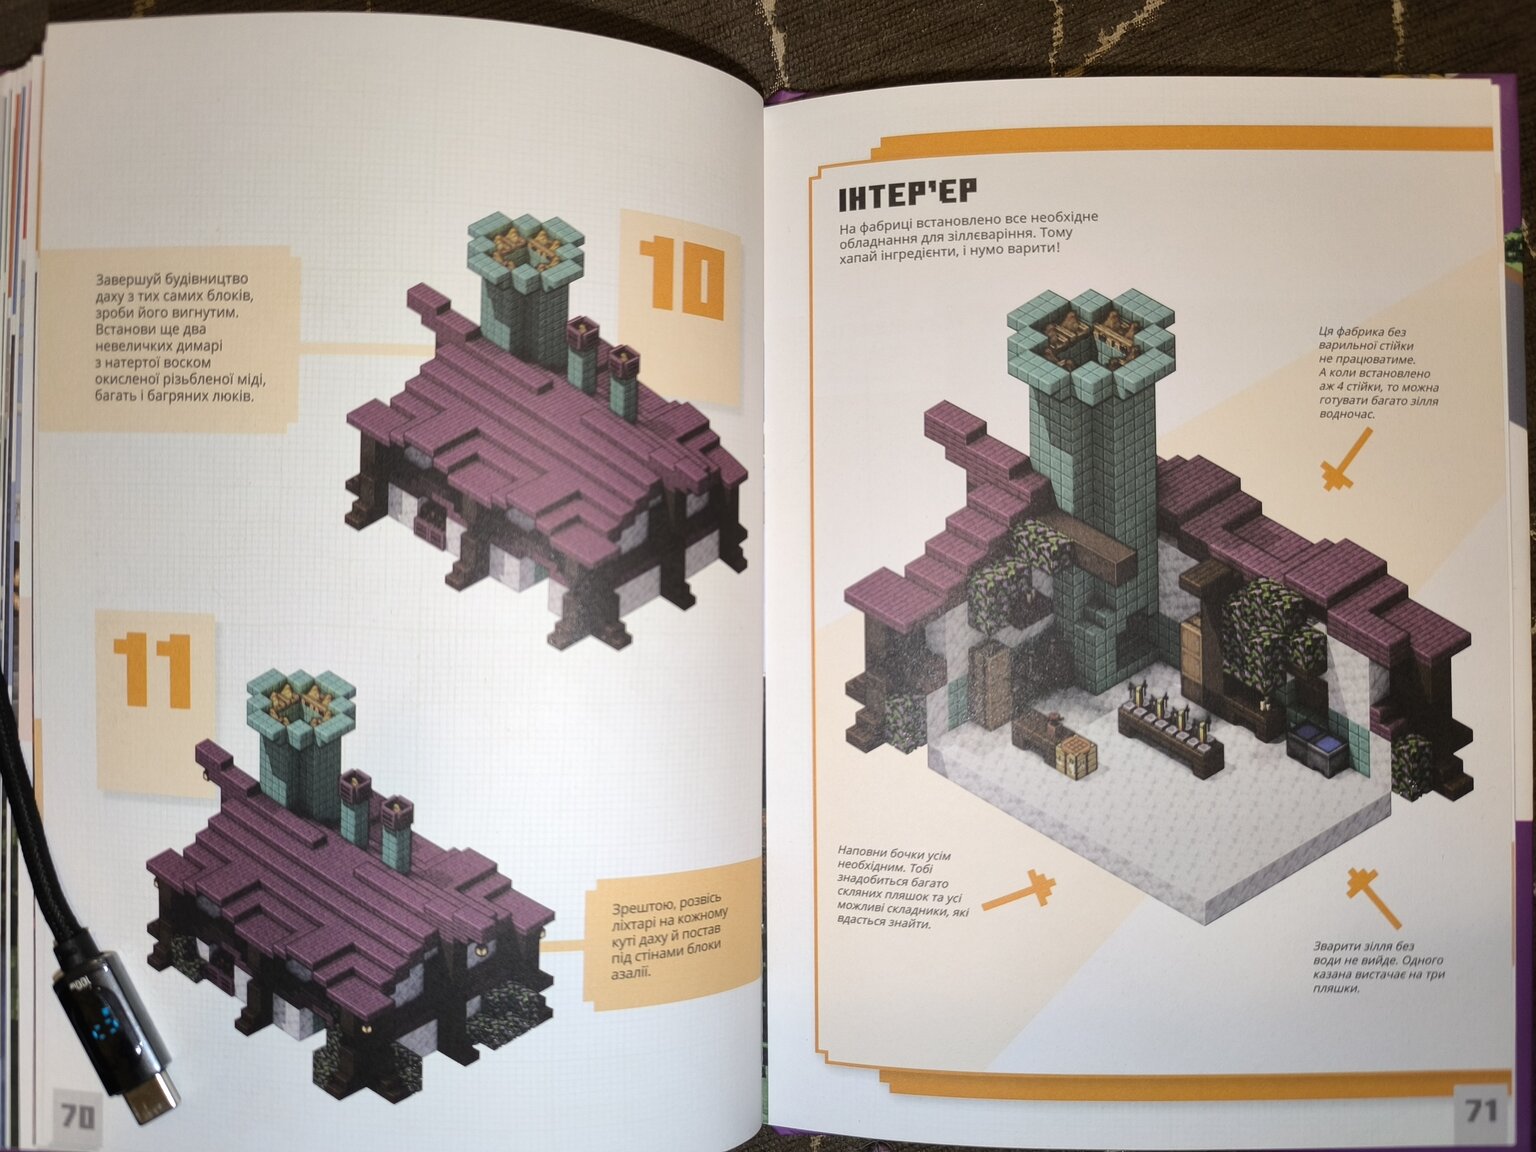 10
Завершуй будівництво
даху з тих самих блоків,
зроби його вигнутим.
Встанови ще два
невеличких димарі
з натертої воском
окисленої різьбленої міді,
багать і багряних люків.
11
Зрештою, розвісь
ліхтарі на кожному
куті даху й постав
під стінами блоки
азалії.
100W
70
ІНТЕР'ЄР
На фабриці встановлено все необхідне
обладнання для зіллєваріння. Тому
хапай інгредієнти, і нумо варити!
Ця фабрика без
варильної стійки
не працюватиме.
А коли встановлено
аж 4 стійки, то можна
готувати багато зілля
водночас.
Наповни бочки усім
необхідним. Тобі
знадобиться багато
скляних пляшок та усі
можливі складники, які
вдасться знайти.
Зварити зілля без
води не вийде. Одного
казана вистачає на три
пляшки.
71